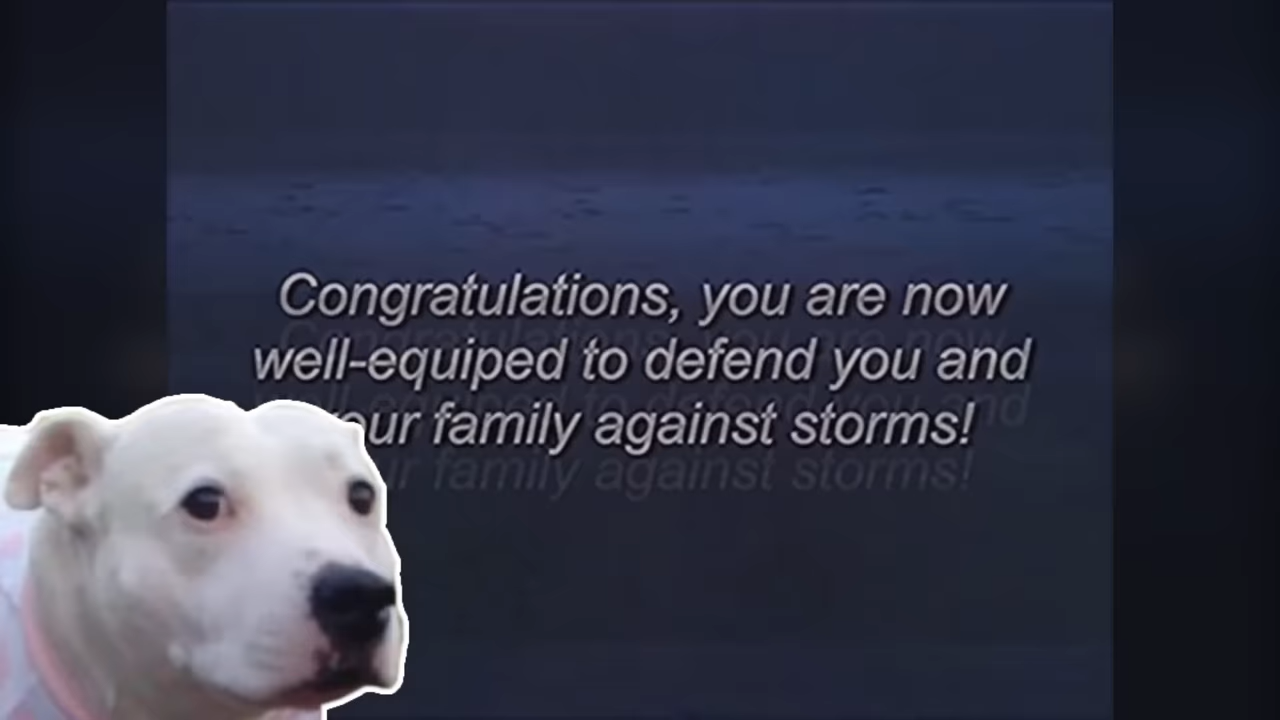 Congratulations, you are now
well-equiped to defend you and
your family against storms!